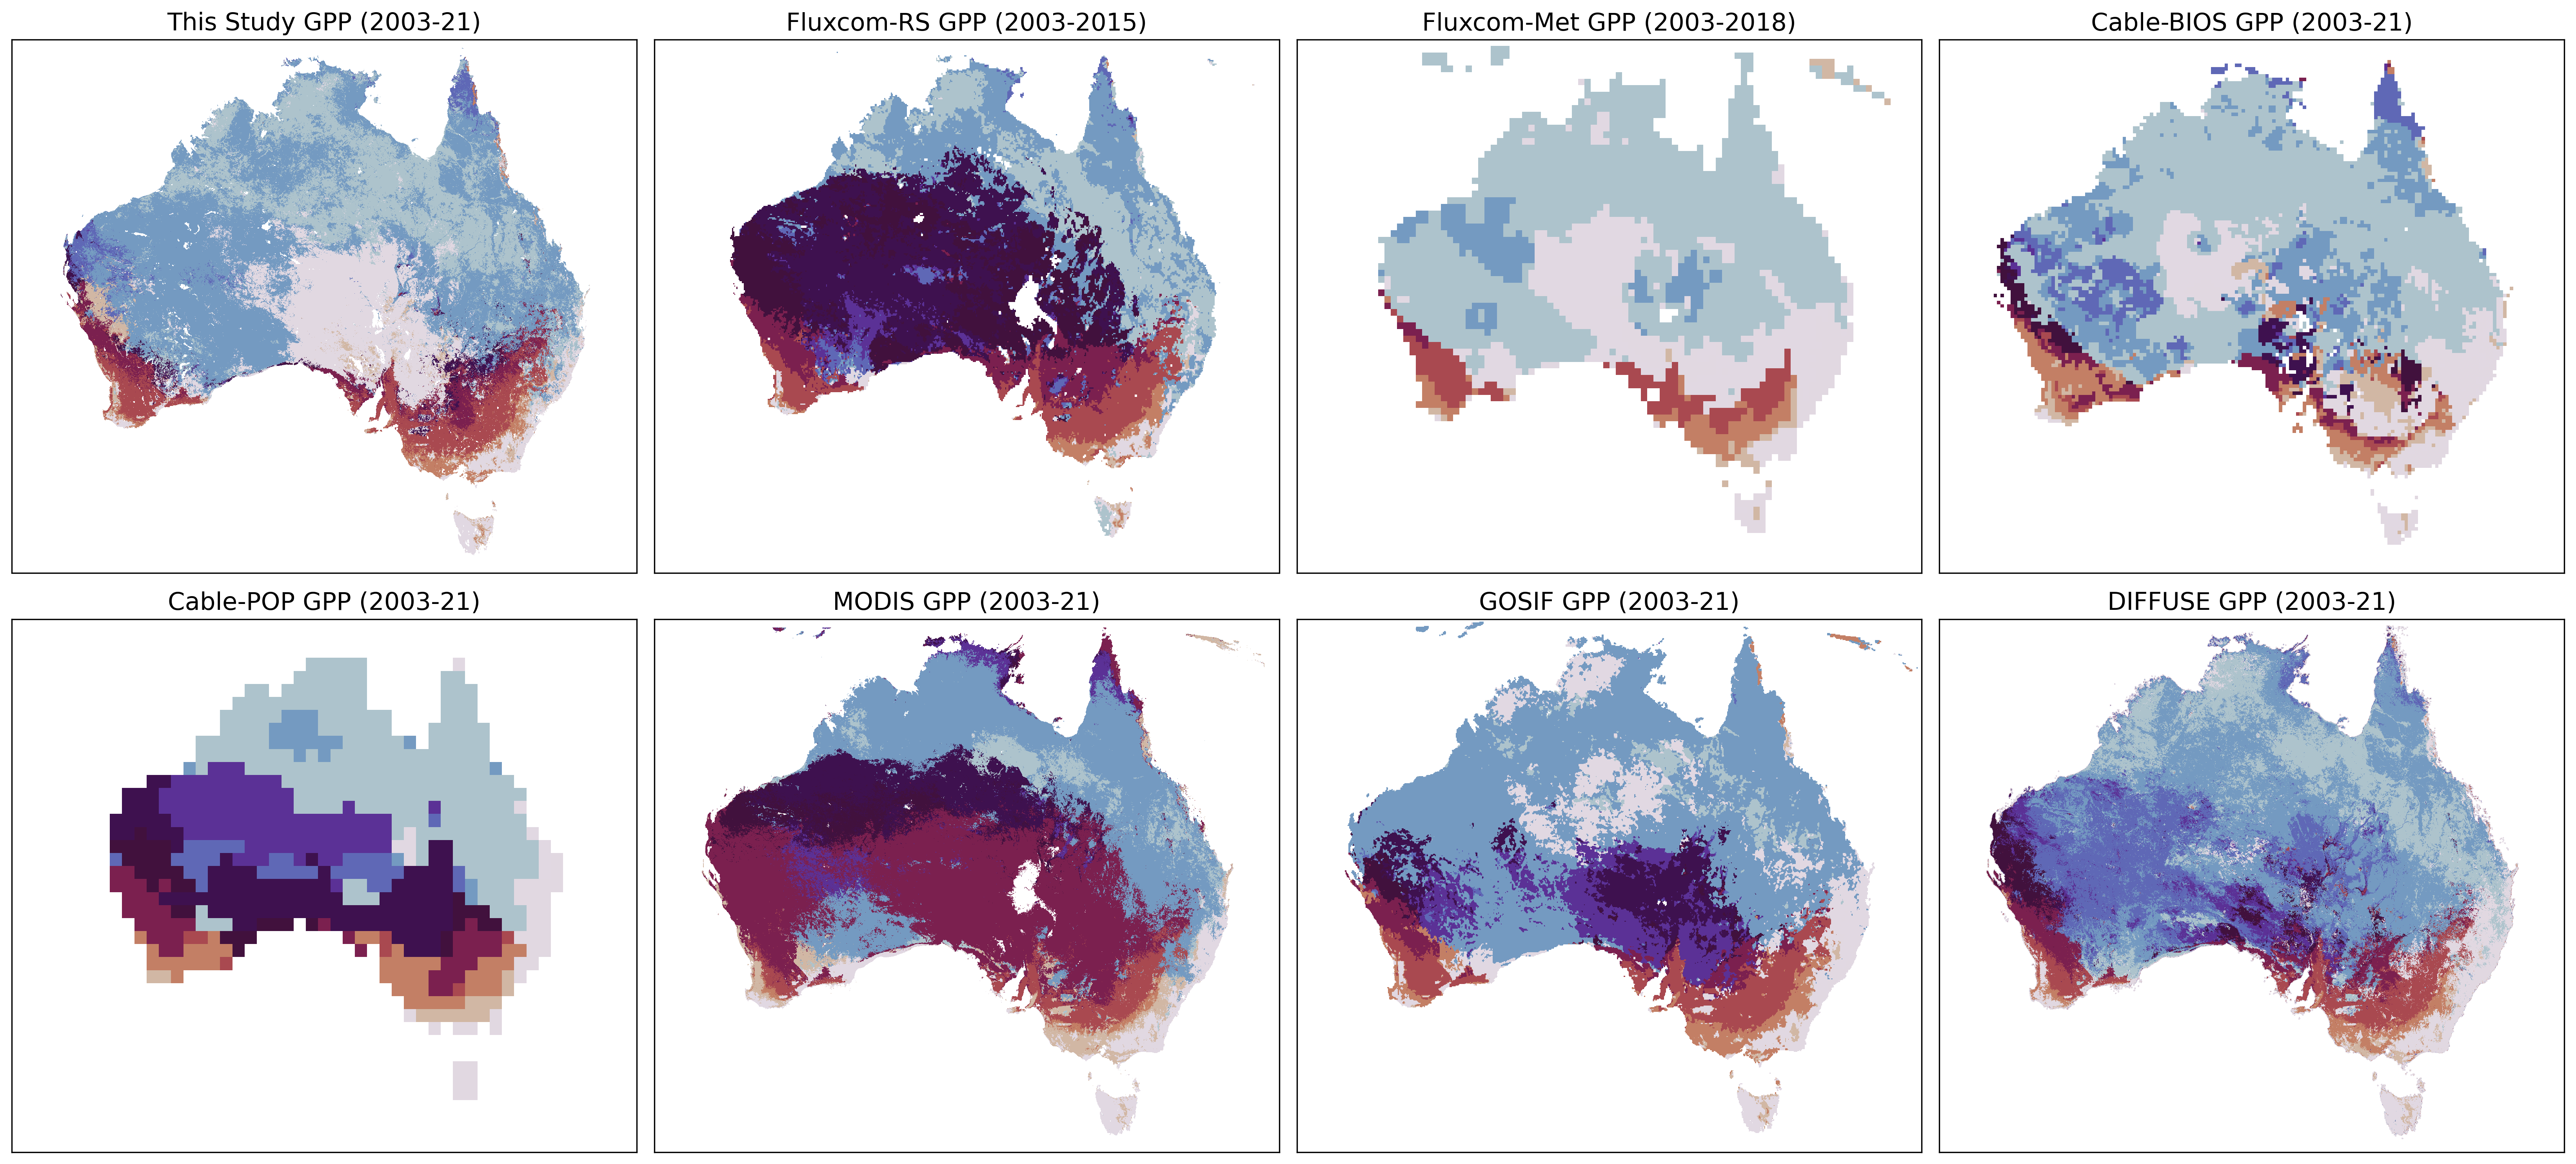 This Study GPP (2003-21)
Fluxcom-RS GPP (2003-2015)
Fluxcom-Met GPP (2003-2018)
Cable-BIOS GPP (2003-21)
Cable-POP GPP (2003-21)
MODIS GPP (2003-21)
GOSIF GPP (2003-21)
DIFFUSE GPP (2003-21)